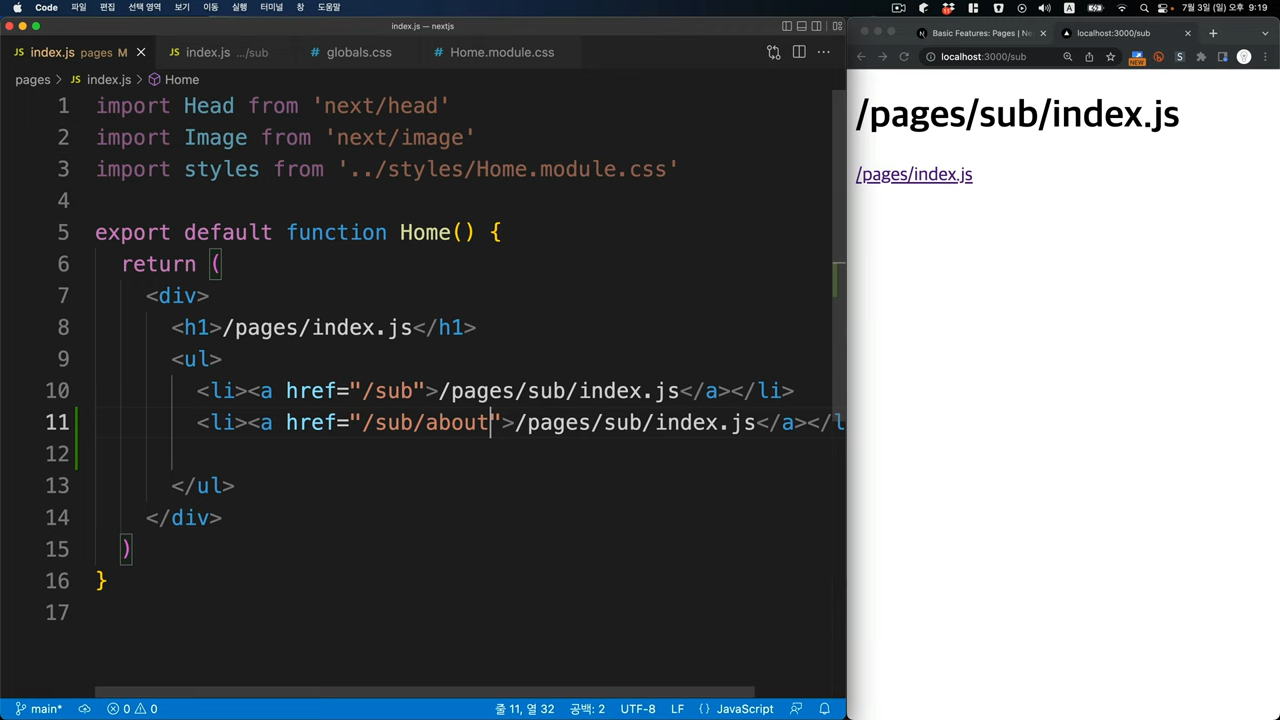 Code 파일 편집 선택 영역 보기 이동 실행 터미널 창 도움말 7월 3일 (일) 오후 9:19
index.js — nextjs
index.js pages M index.js .../sub globals.css Home.module.css
pages > index.js > Home
1 import Head from 'next/head'
2 import Image from 'next/image'
3 import styles from '../styles/Home.module.css'
4
5 export default function Home() {
6 return (
7 <div>
8 <h1>/pages/index.js</h1>
9 <ul>
10 <li><a href="/sub">/pages/sub/index.js</a></li>
11 <li><a href="/sub/about">/pages/sub/index.js</a></l
12
13 </ul>
14 </div>
15 )
16 }
17
main* 0 0 줄 11, 열 32 공백: 2 UTF-8 LF {} JavaScript
Basic Features: Pages | Ne localhost:3000/sub
localhost:3000/sub NEW
/pages/sub/index.js
/pages/index.js